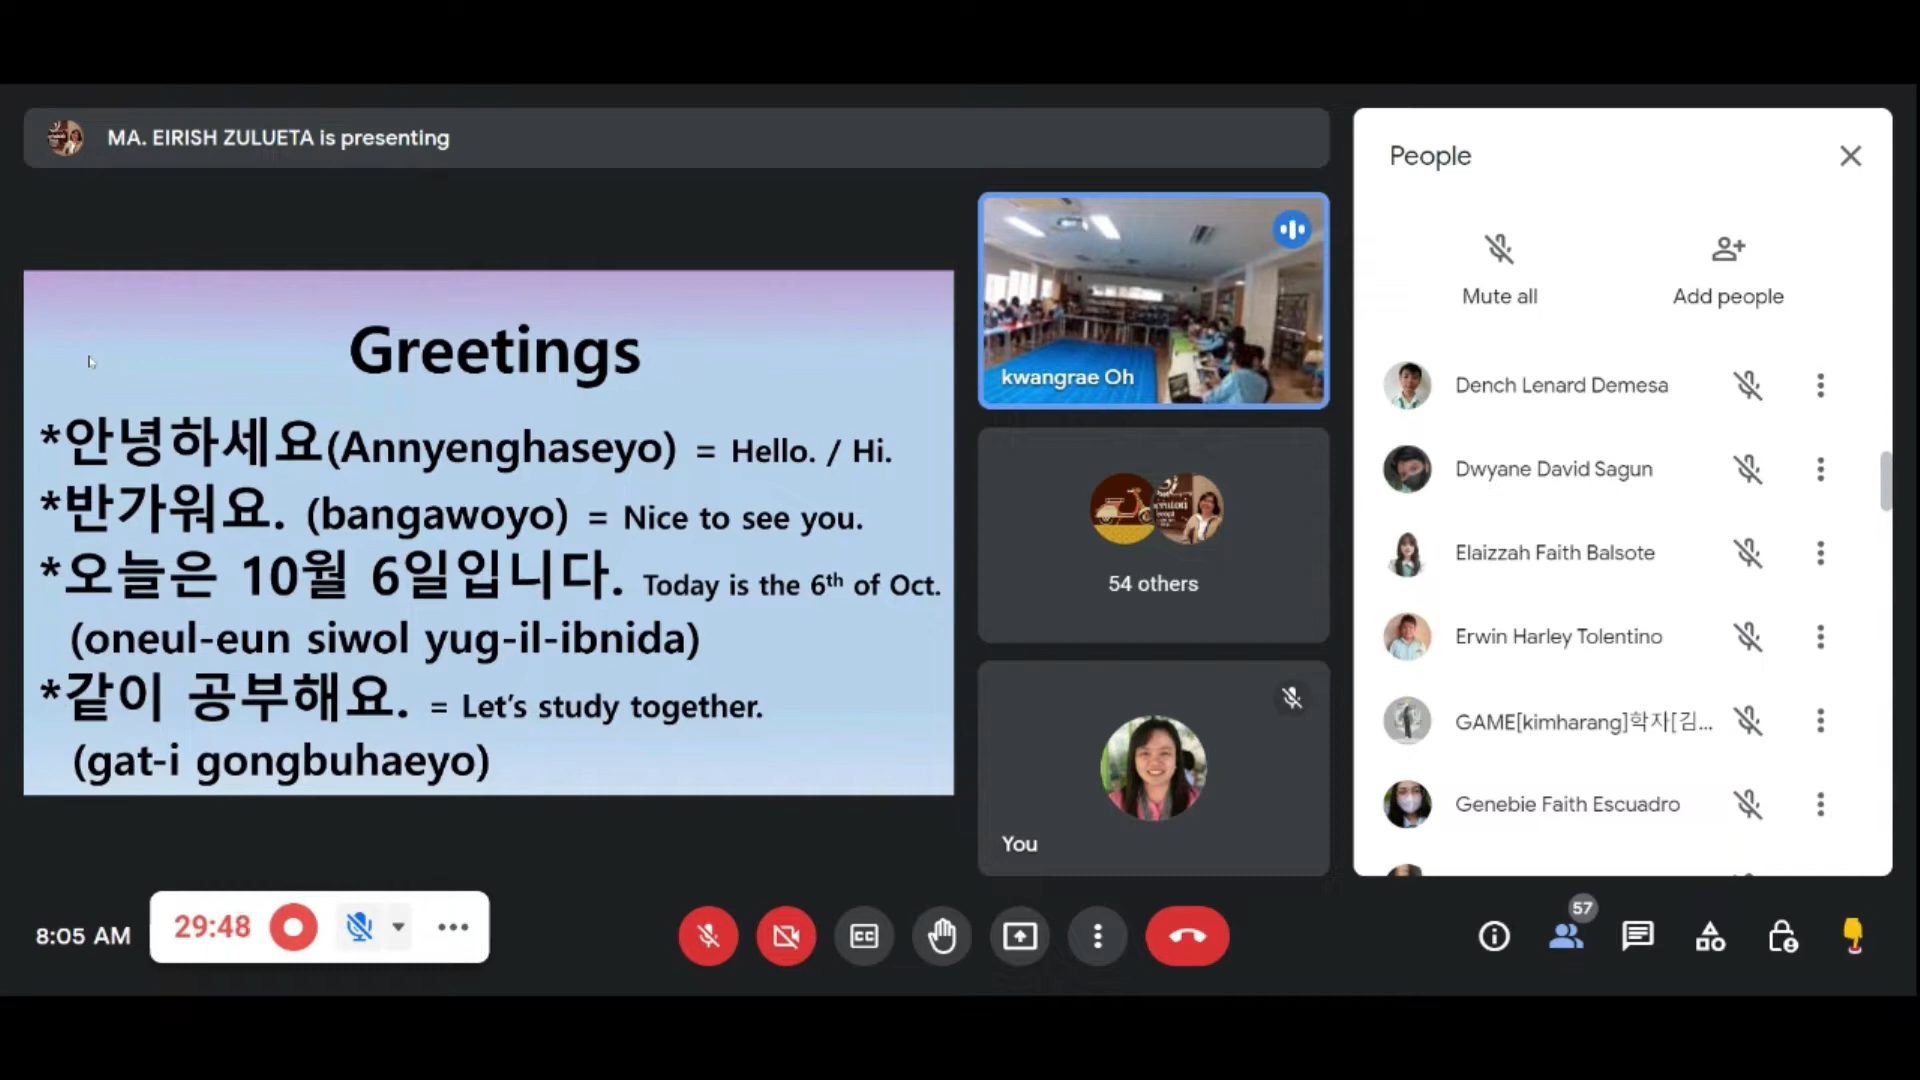 MA. EIRISH ZULUETA is presenting
Greetings
*안녕하세요(Annyenghaseyo) = Hello. / Hi.
*반가워요. (bangawoyo) = Nice to see you.
*오늘은 10월 6일입니다. Today is the 6th of Oct.
(oneul-eun siwol yug-il-ibnida)
*같이 공부해요. = Let's study together.
(gat-i gongbuhaeyo)
kwangrae Oh
54 others
You
People
Mute all
Add people
Dench Lenard Demesa
Dwyane David Sagun
Elaizzah Faith Balsote
Erwin Harley Tolentino
GAME[kimharang]학자[김...
Genebie Faith Escuadro
8:05 AM
29:48
CC
57